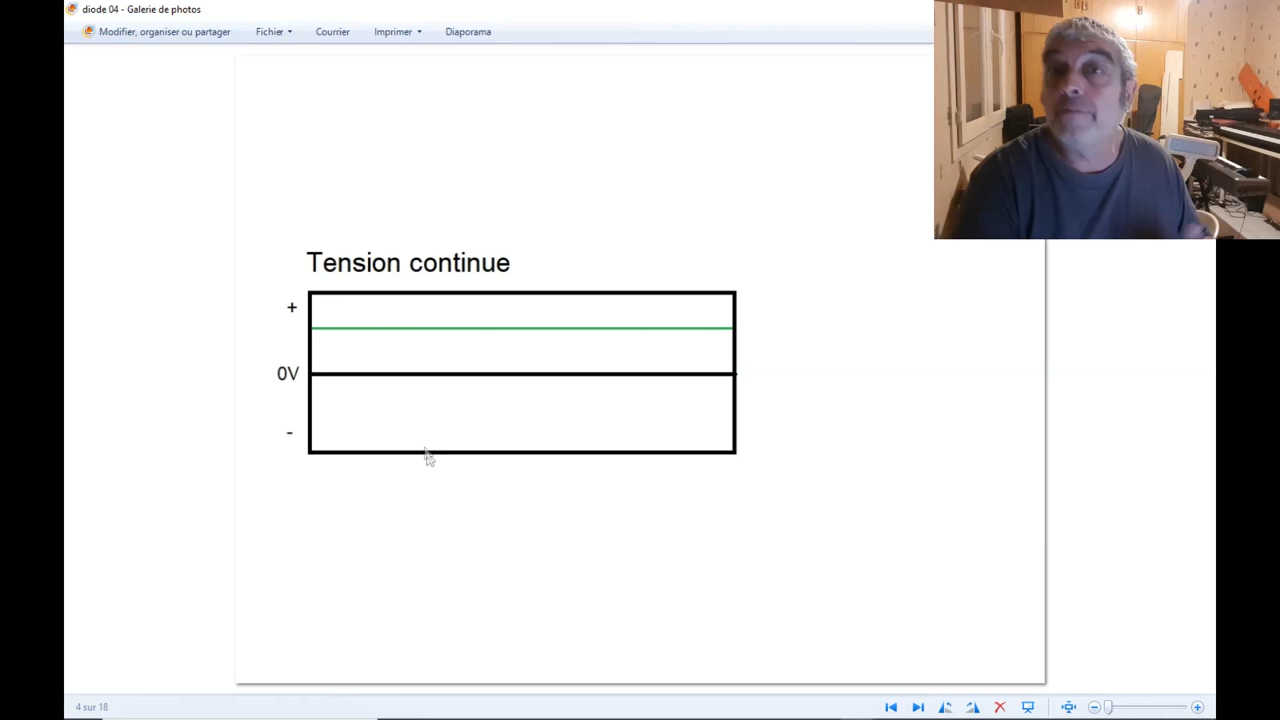 diode 04 - Galerie de photos
Modifier, organiser ou partager Fichier Courrier Imprimer Diaporama
Tension continue
+
0V
-
4 sur 18